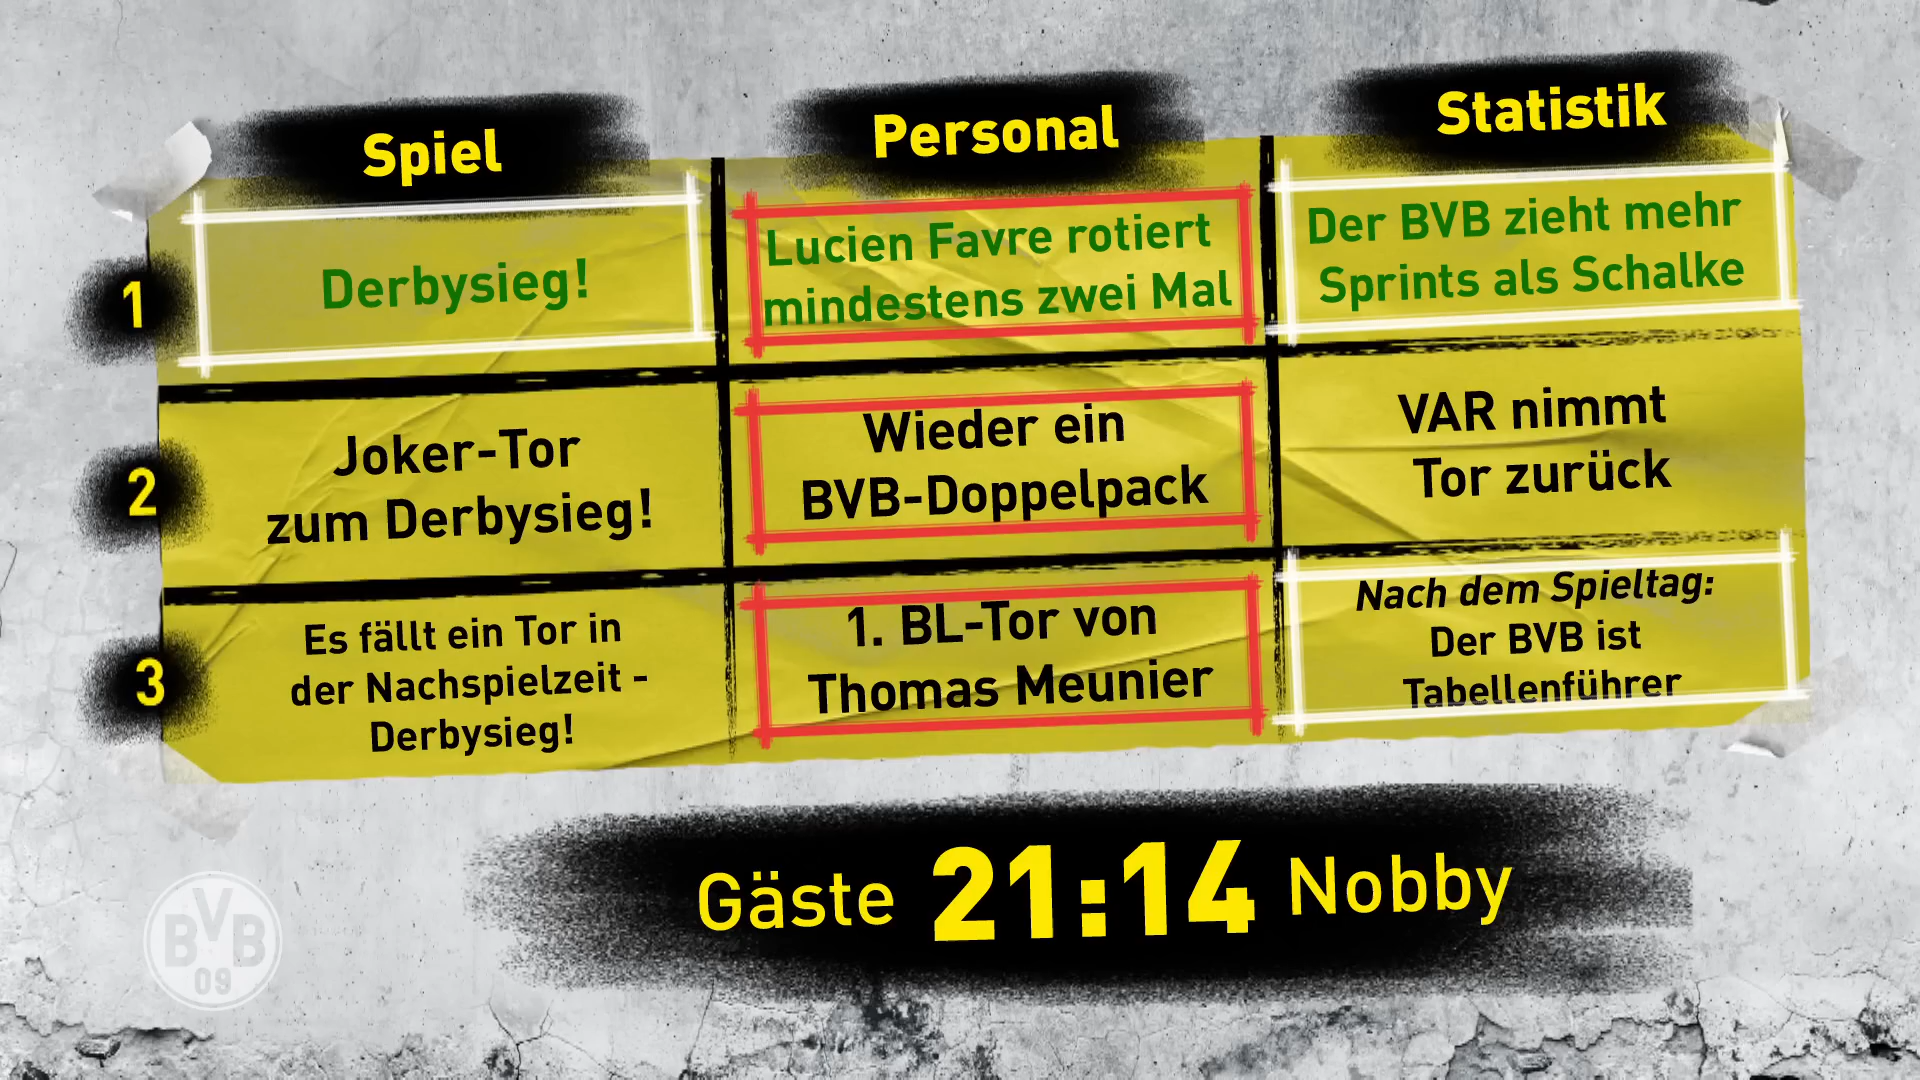 Spiel
Personal
Statistik
1
Derbysieg!
Lucien Favre rotiert
mindestens zwei Mal
Der BVB zieht mehr
Sprints als Schalke
2
Joker-Tor
zum Derbysieg!
Wieder ein
BVB-Doppelpack
VAR nimmt
Tor zurück
3
Es fällt ein Tor in
der Nachspielzeit -
Derbysieg!
1. BL-Tor von
Thomas Meunier
Nach dem Spieltag:
Der BVB ist
Tabellenführer
Gäste 21:14 Nobby
BVB
09